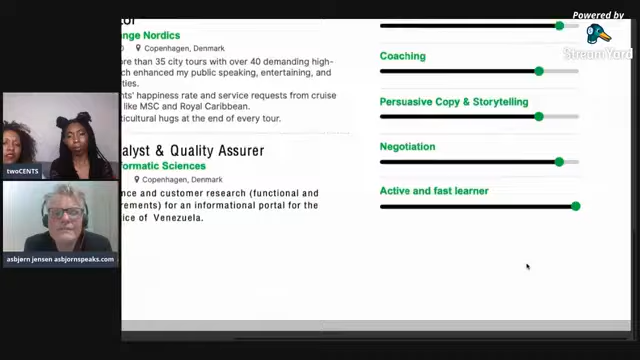 Powered by
StreamYard
nge Nordics
Copenhagen, Denmark
ore than 35 city tours with over 40 demanding high-
ch enhanced my public speaking, entertaining, and
ties.
nts' happiness rate and service requests from cruise
like MSC and Royal Caribbean.
ticultural hugs at the end of every tour.
alyst & Quality Assurer
formatic Sciences
Copenhagen, Denmark
nce and customer research (functional and
rements) for an informational portal for the
ice of Venezuela.
Coaching
Persuasive Copy & Storytelling
Negotiation
Active and fast learner
twoCENTS
asbjørn jensen asbjornspeaks.com